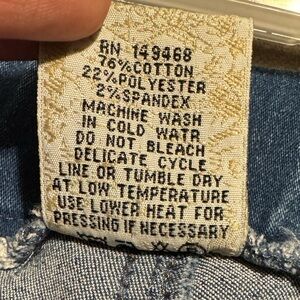 RN 149468
76%COTTON
22%POLYESTER
2%SPANDEX
MACHINE WASH
IN COLD WATR
DO NOT BLEACH
DELICATE CYCLE
LINE OR TUMBLE DRY
AT LOW TEMPERATURE
USE LOWER HEAT FOR
PRESSING IF NECESSARY